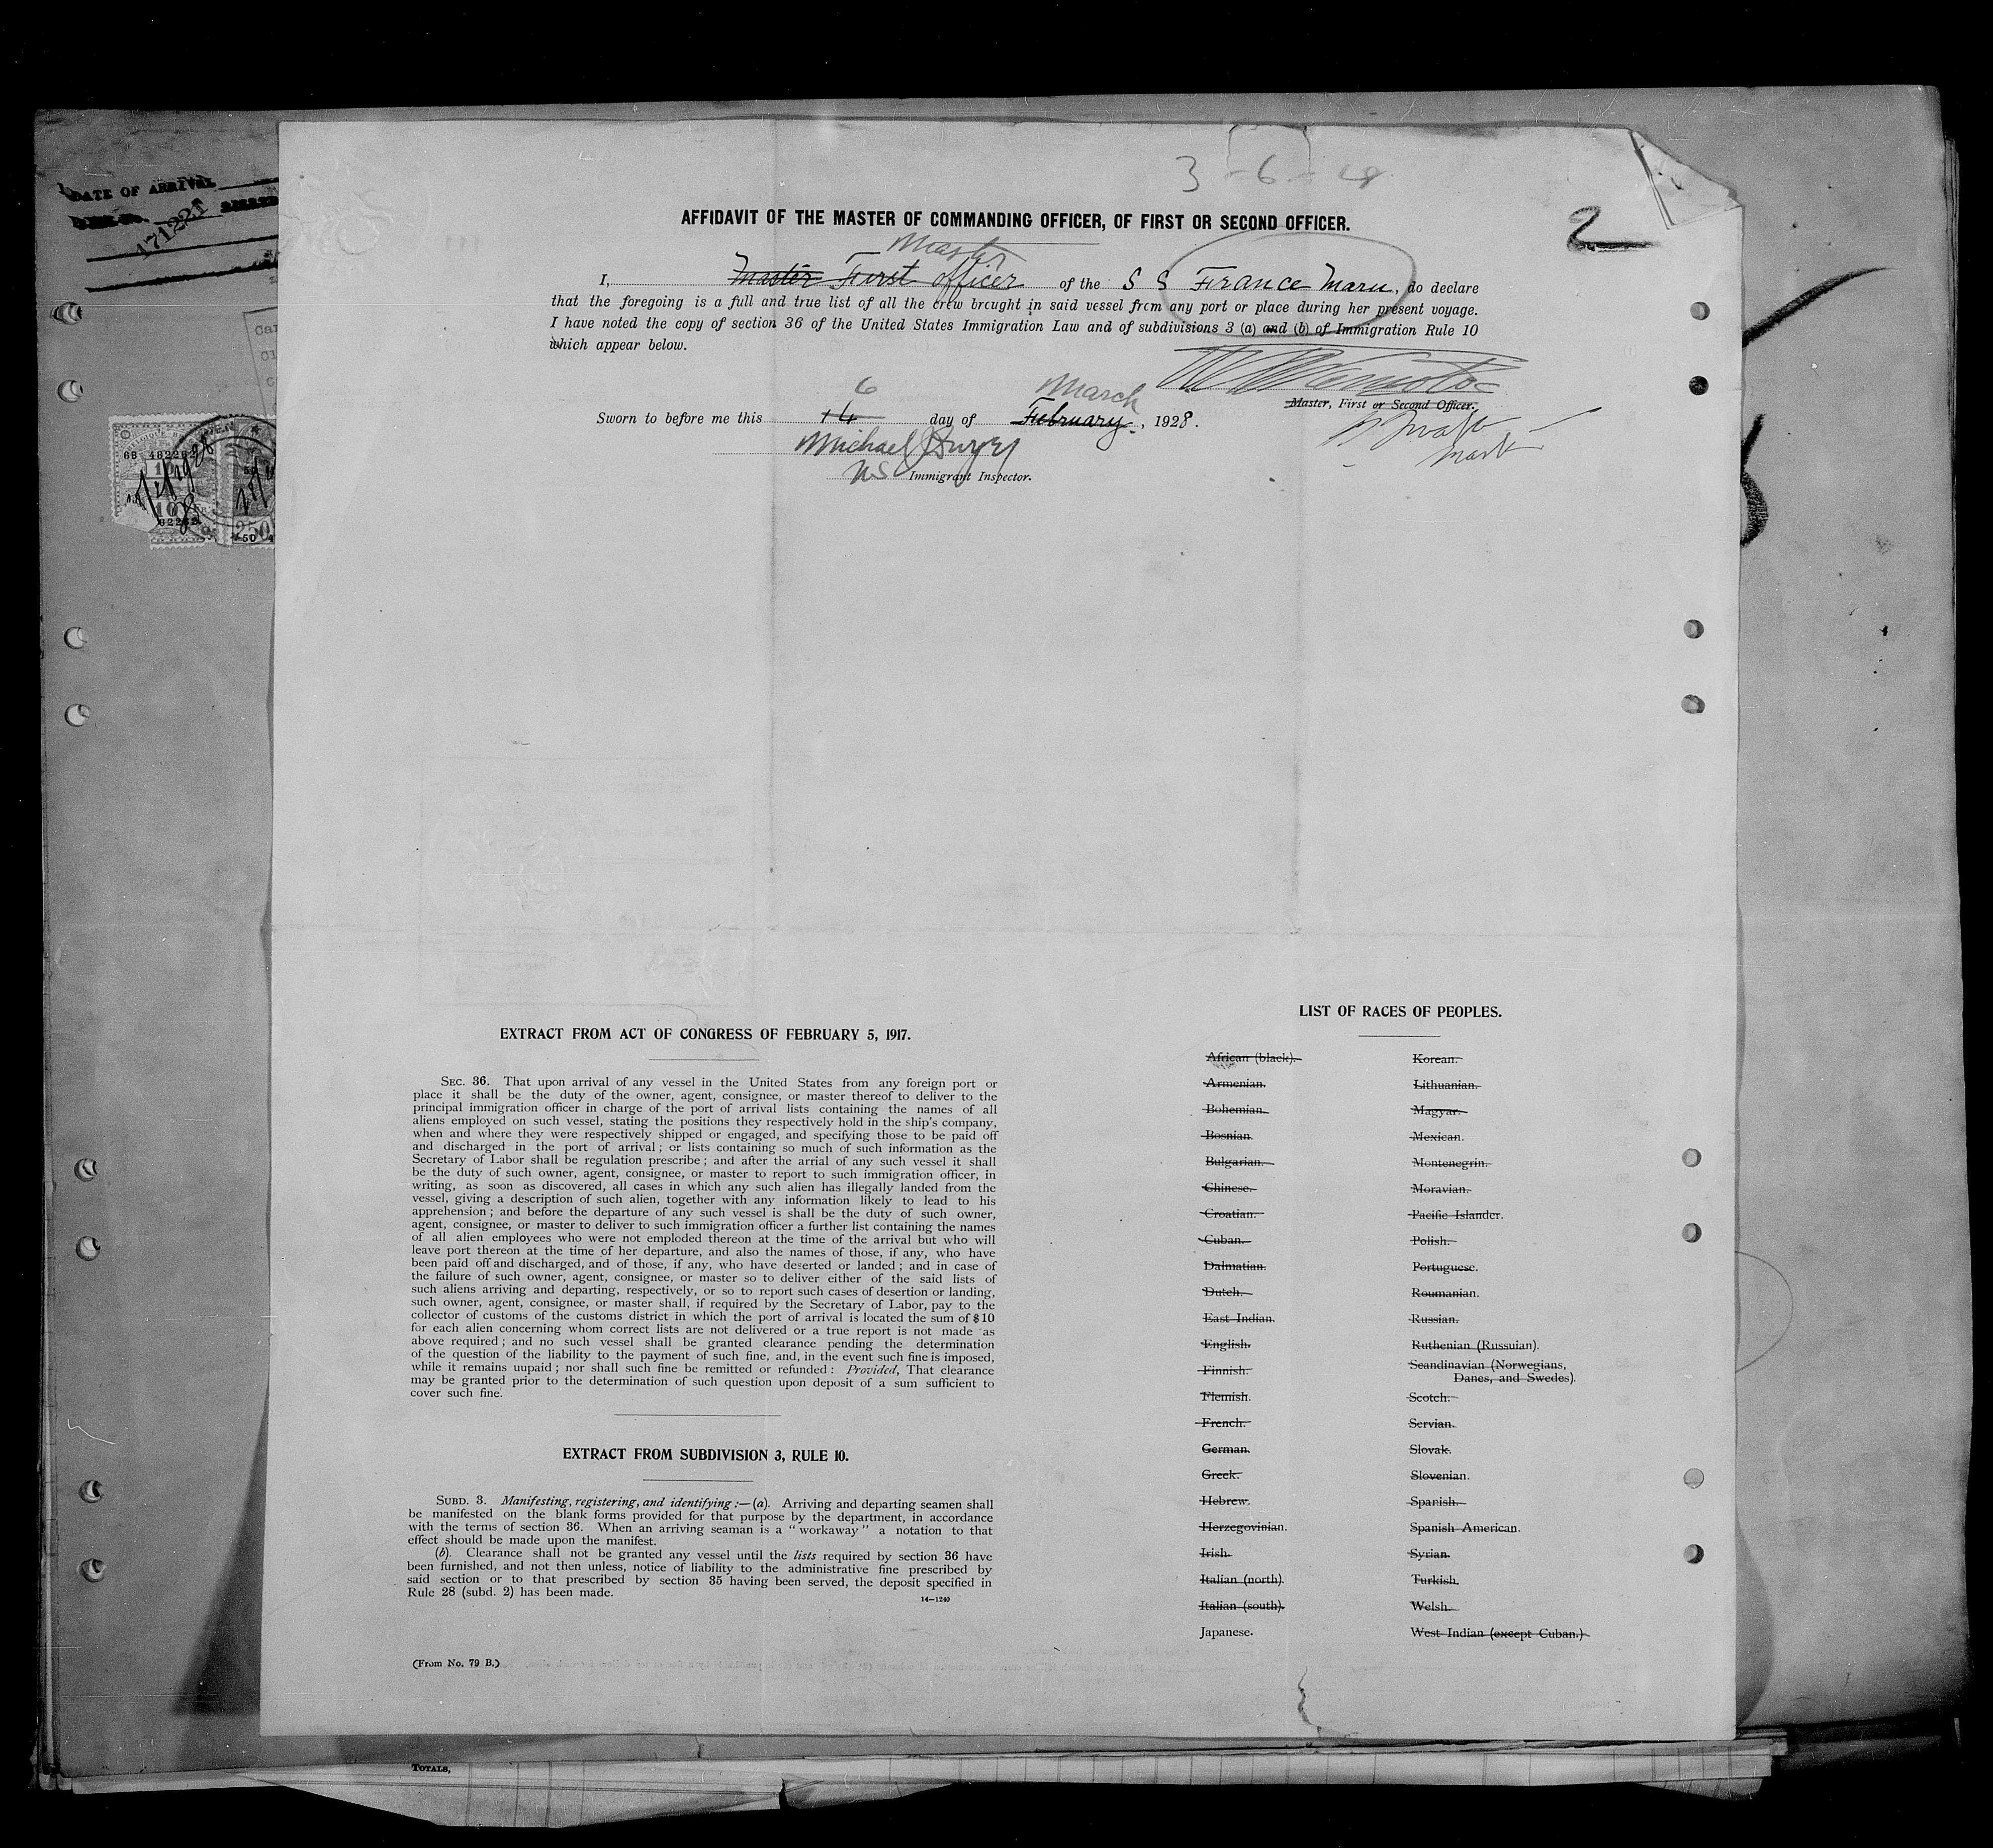 3-6-28
2
DATE OF ARRIVAL
171221
AFFIDAVIT OF THE MASTER OF COMMANDING OFFICER, OF FIRST OR SECOND OFFICER.
Master
I, Master First officer of the S S France Maru, do declare
that the foregoing is a full and true list of all the crew brought in said vessel from any port or place during her present voyage.
I have noted the copy of section 36 of the United States Immigration Law and of subdivisions 3 (a) and (b) of Immigration Rule 10
which appear below.
Master, First or Second Officer.
6 March
Sworn to before me this 14 day of February, 1928.
Michael
Immigrant Inspector.
EXTRACT FROM ACT OF CONGRESS OF FEBRUARY 5, 1917.
SEC. 36. That upon arrival of any vessel in the United States from any foreign port or
place it shall be the duty of the owner, agent, consignee, or master thereof to deliver to the
principal immigration officer in charge of the port of arrival lists containing the names of all
aliens employed on such vessel, stating the positions they respectively hold in the ship's company,
when and where they were respectively shipped or engaged, and specifying those to be paid off
and discharged in the port of arrival; or lists containing so much of such information as the
Secretary of Labor shall be regulation prescribe; and after the arrial of any such vessel it shall
be the duty of such owner, agent, consignee, or master to report to such immigration officer, in
writing, as soon as discovered, all cases in which any such alien has illegally landed from the
vessel, giving a description of such alien, together with any information likely to lead to his
apprehension; and before the departure of any such vessel is shall be the duty of such owner,
agent, consignee, or master to deliver to such immigration officer a further list containing the names
of all alien employees who were not emploded thereon at the time of the arrival but who will
leave port thereon at the time of her departure, and also the names of those, if any, who have
been paid off and discharged, and of those, if any, who have deserted or landed; and in case of
the failure of such owner, agent, consignee, or master so to deliver either of the said lists of
such aliens arriving and departing, respectively, or so to report such cases of desertion or landing,
such owner, agent, consignee, or master shall, if required by the Secretary of Labor, pay to the
collector of customs of the customs district in which the port of arrival is located the sum of $10
for each alien concerning whom correct lists are not delivered or a true report is not made as
above required; and no such vessel shall be granted clearance pending the determination
of the question of the liability to the payment of such fine, and, in the event such fine is imposed,
while it remains uupaid; nor shall such fine be remitted or refunded: Provided, That clearance
may be granted prior to the determination of such question upon deposit of a sum sufficient to
cover such fine.
EXTRACT FROM SUBDIVISION 3, RULE 10.
SUBD. 3. Manifesting, registering, and identifying:—(a). Arriving and departing seamen shall
be manifested on the blank forms provided for that purpose by the department, in accordance
with the terms of section 36. When an arriving seaman is a "workaway" a notation to that
effect should be made upon the manifest.
(b). Clearance shall not be granted any vessel until the lists required by section 36 have
been furnished, and not then unless, notice of liability to the administrative fine prescribed by
said section or to that prescribed by section 35 having been served, the deposit specified in
Rule 28 (subd. 2) has been made.
14—1240
(From No. 79 B.)
LIST OF RACES OF PEOPLES.
African (black).
Armenian.
Bohemian.
Bosnian.
Bulgarian.
Chinese.
Croatian.
Cuban.
Dalmatian.
Dutch.
East Indian.
English.
Finnish.
Flemish.
French.
German.
Greek.
Hebrew.
Herzegovinian.
Irish.
Italian (north).
Italian (south).
Japanese.
Korean.
Lithuanian.
Magyar.
Mexican.
Montenegrin.
Moravian.
Pacific Islander.
Polish.
Portuguese.
Roumanian.
Russian.
Ruthenian (Russuian).
Scandinavian (Norwegians,
Danes, and Swedes).
Scotch.
Servian.
Slovak.
Slovenian.
Spanish.
Spanish American.
Syrian.
Turkish.
Welsh.
West Indian (except Cuban.)
TOTALS,